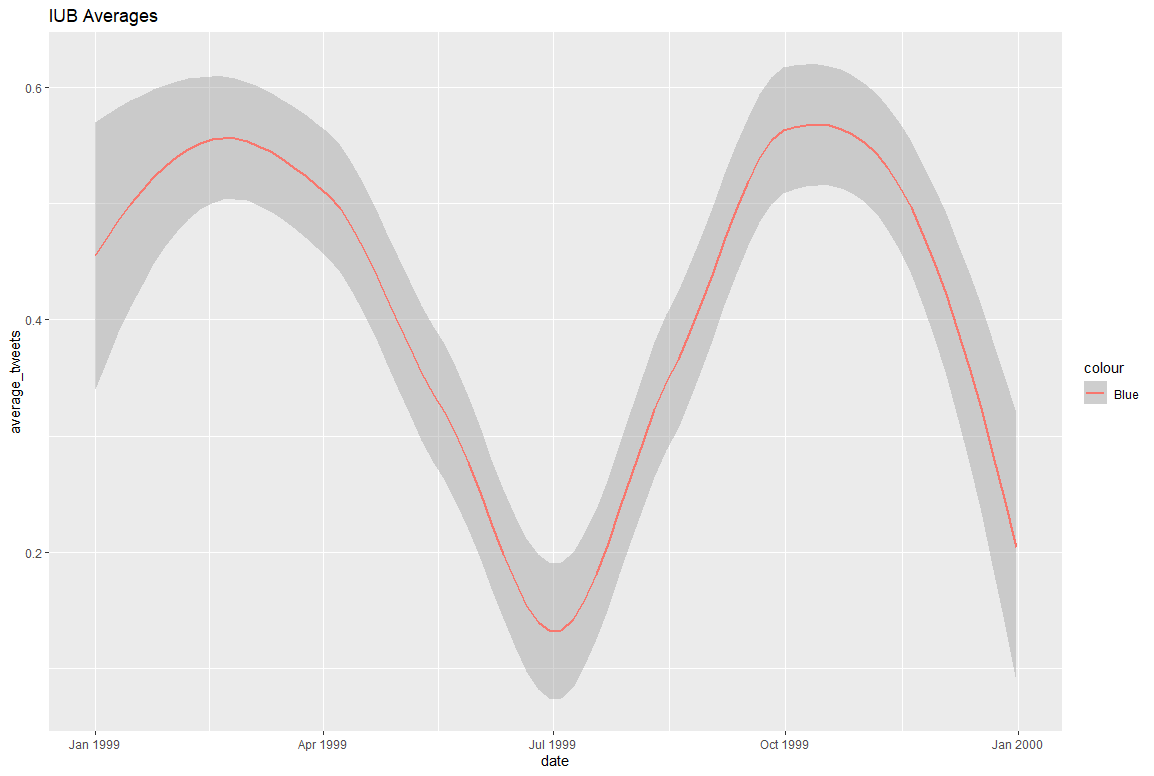 IUB Averages
0.6
0.4
0.2
average_tweets
Jan 1999
Apr 1999
Jul 1999
Oct 1999
Jan 2000
date
colour
Blue